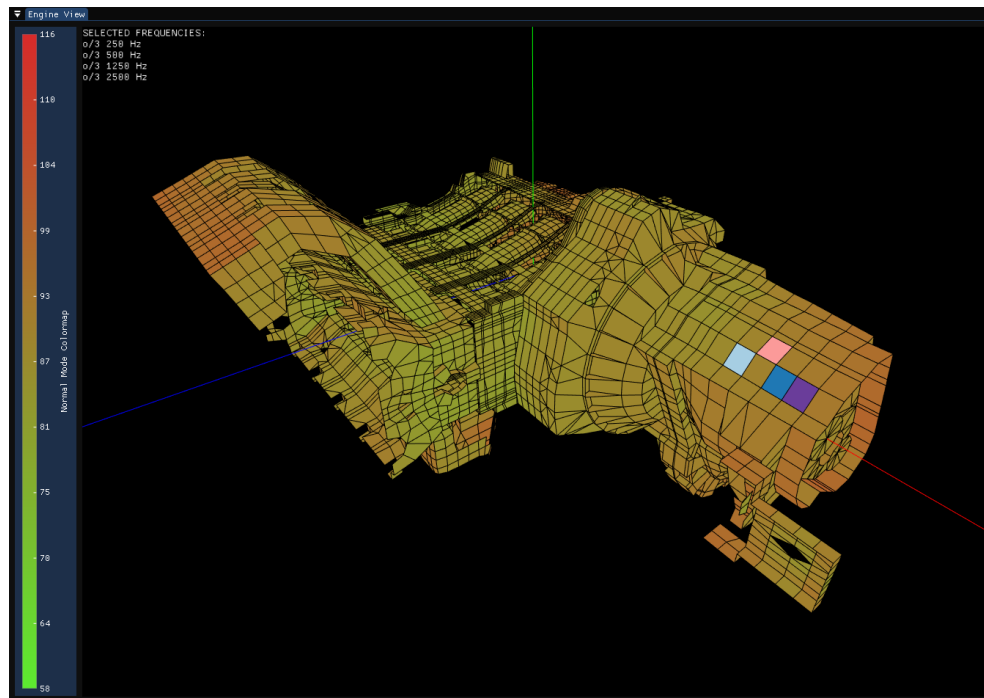 Engine View
SELECTED FREQUENCIES:
o/3 250 Hz
o/3 500 Hz
o/3 1250 Hz
o/3 2500 Hz
116
110
104
99
93
87
81
75
70
64
58
Normal Mode Colormap